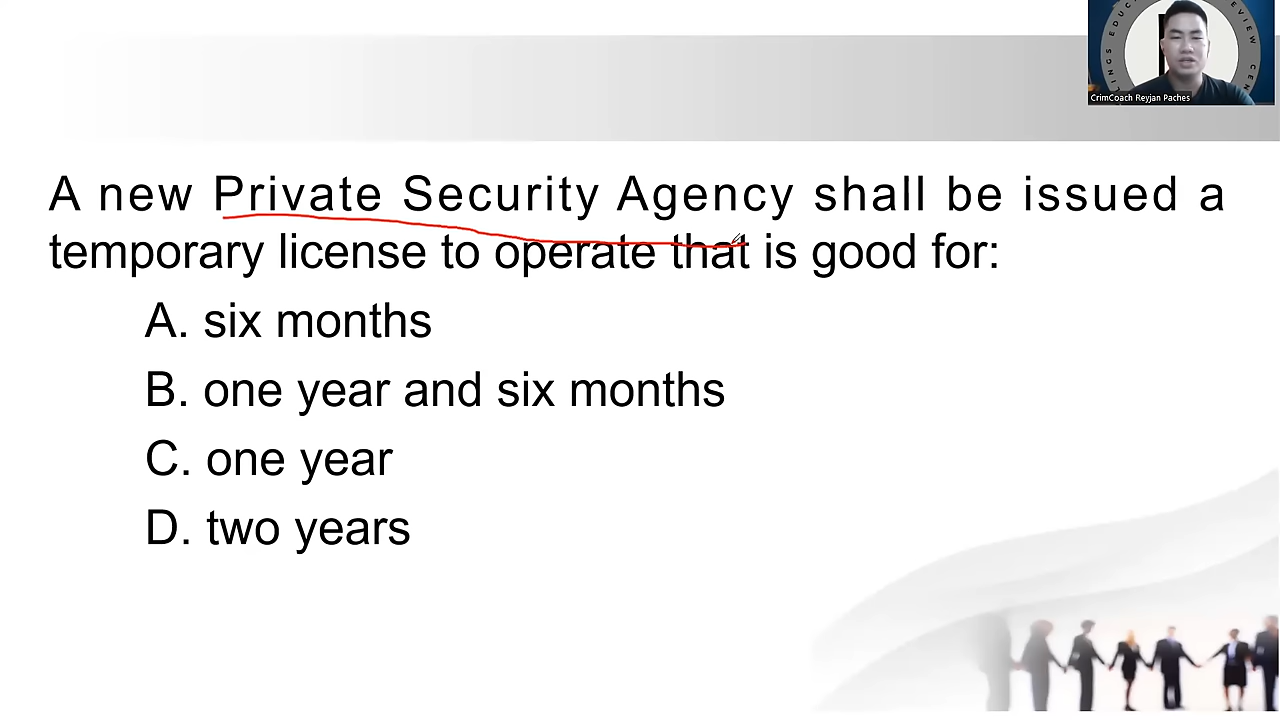 CrimCoach Reyjan Paches
A new Private Security Agency shall be issued a
temporary license to operate that is good for:
A. six months
B. one year and six months
C. one year
D. two years